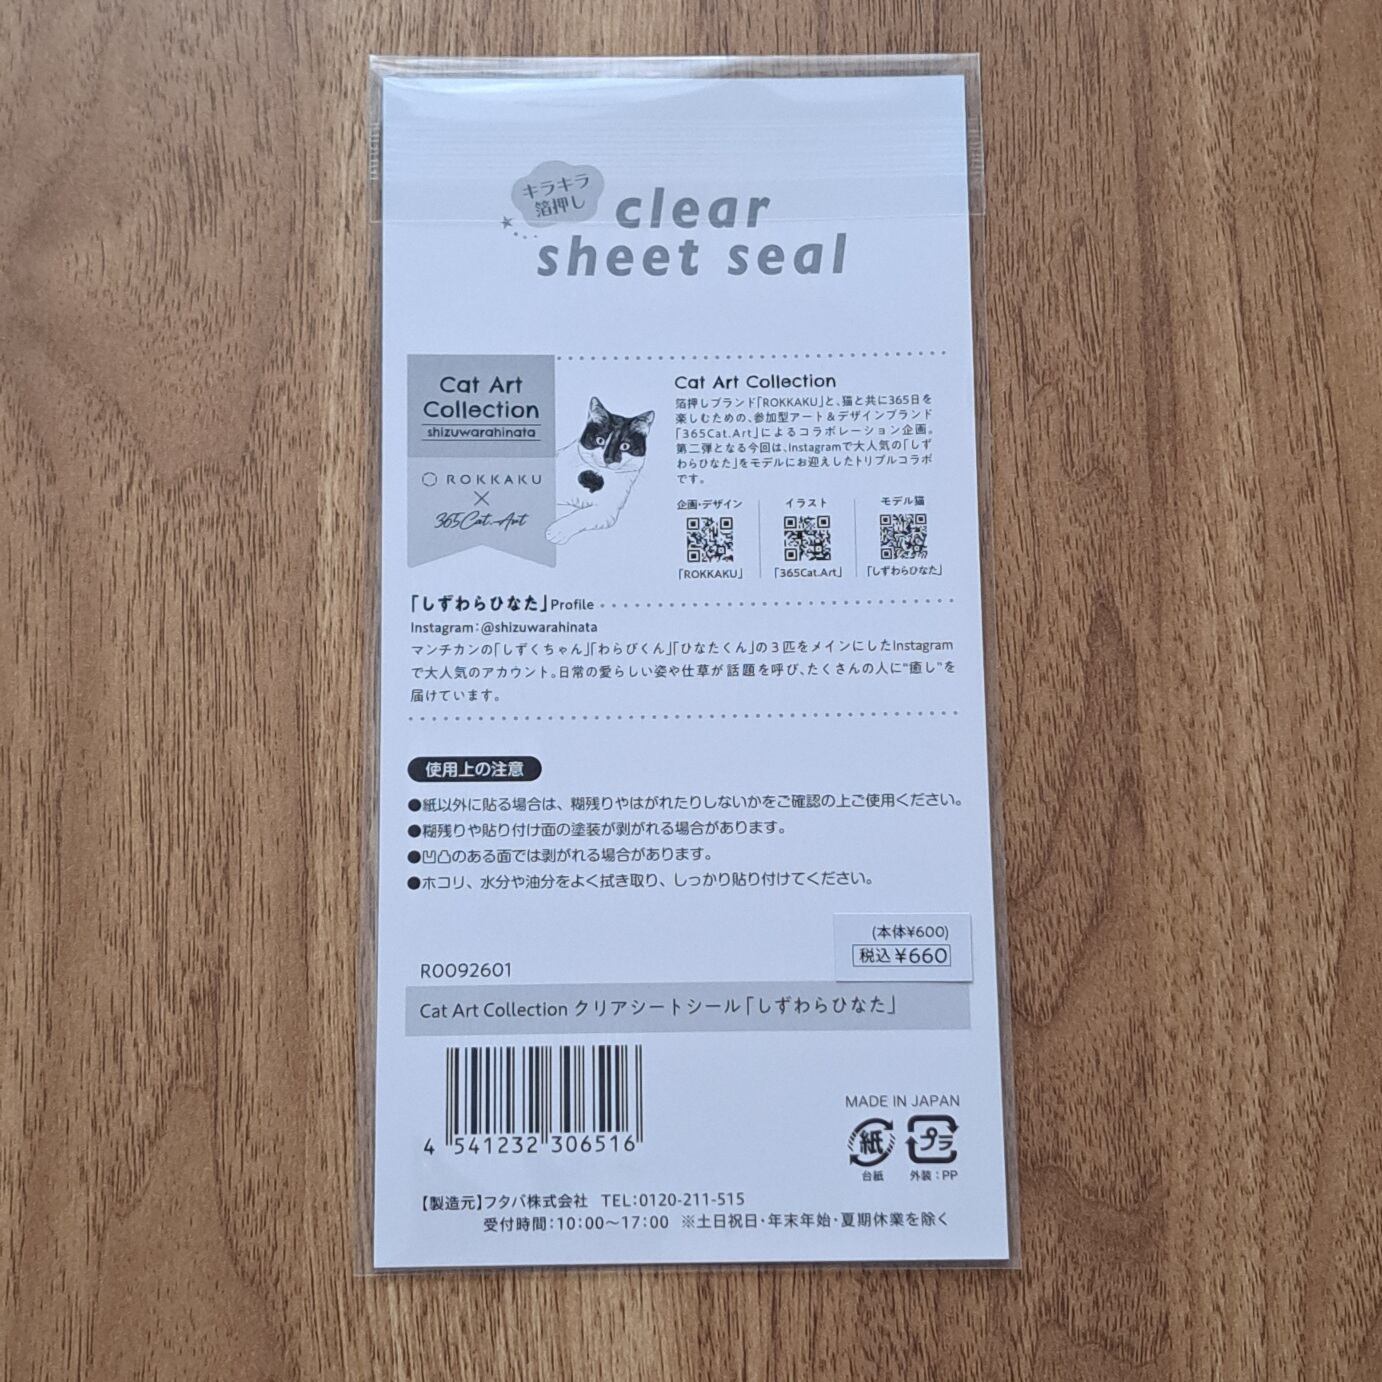 キラキラ
箔押し
clear
sheet seal
Cat Art
Collection
shizuwarahinata
ROKKAKU
×
365Cat.Art
Cat Art Collection
箔押しブランド「ROKKAKU」と、猫と共に365日を
楽しむための、参加型アート＆デザインブランド
「365Cat.Art」によるコラボレーション企画。
第二弾となる今回は、Instagramで大人気の「しず
わらひなた」をモデルにお迎えしたトリプルコラボ
です。
企画・デザイン
イラスト
モデル猫
「ROKKAKU」
「365Cat.Art」
「しずわらひなた」
「しずわらひなた」Profile
Instagram：@shizuwarahinata
マンチカンの「しずくちゃん」「わらびくん」「ひなたくん」の３匹をメインにしたInstagram
で大人気のアカウント。日常の愛らしい姿や仕草が話題を呼び、たくさんの人に“癒し”を
届けています。
使用上の注意
●紙以外に貼る場合は、糊残りやはがれたりしないかをご確認の上ご使用ください。
●糊残りや貼り付け面の塗装が剥がれる場合があります。
●凹凸のある面では剥がれる場合があります。
●ホコリ、水分や油分をよく拭き取り、しっかり貼り付けてください。
(本体¥600)
税込¥660
R0092601
Cat Art Collection クリアシートシール「しずわらひなた」
4 541232 306516
MADE IN JAPAN
紙
プラ
台紙
外装：PP
【製造元】フタバ株式会社　TEL：0120-211-515
受付時間：10:00〜17:00　※土日祝日・年末年始・夏期休業を除く